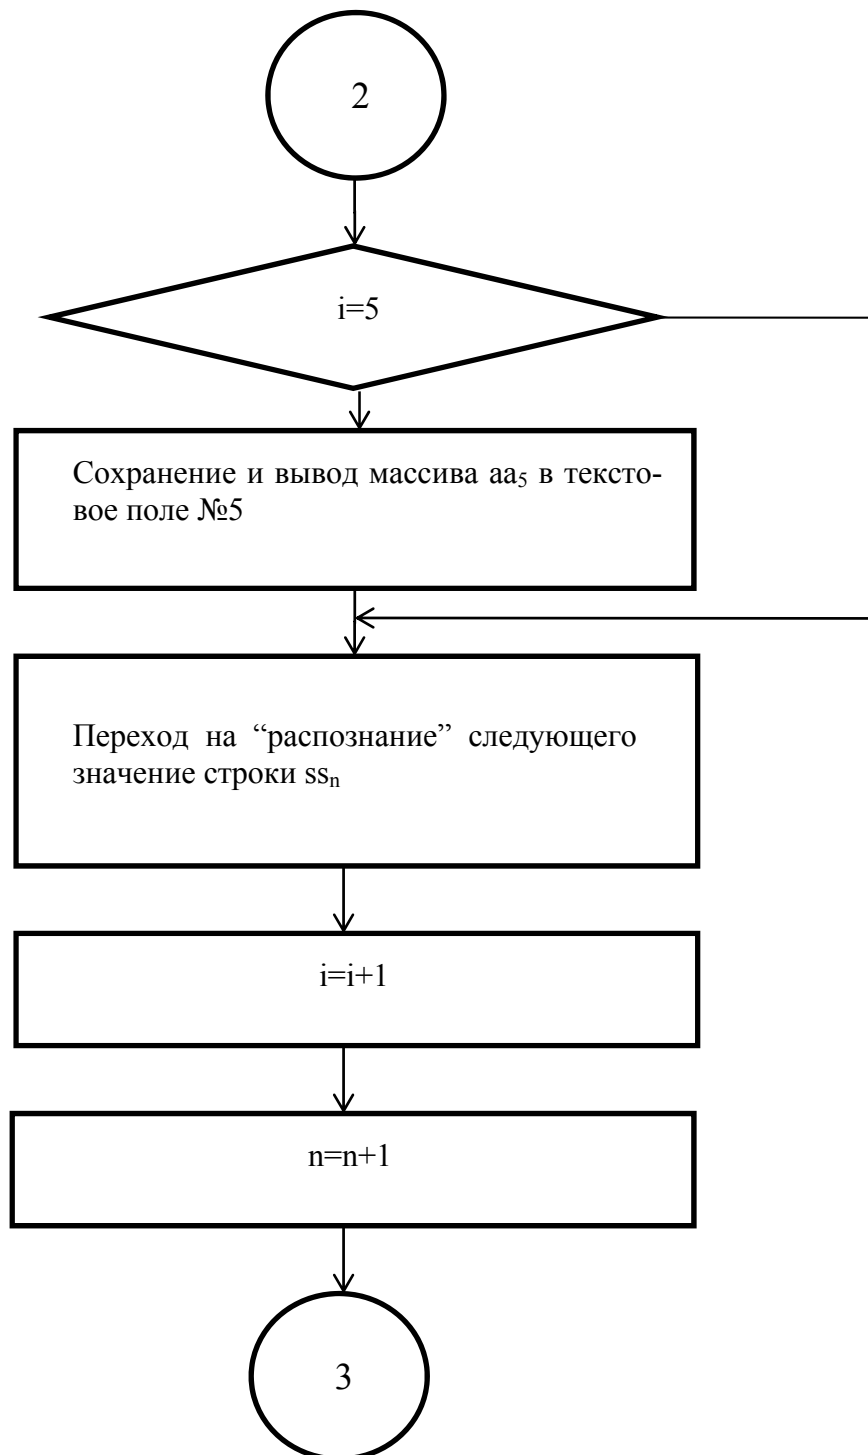 2
i=5
Сохранение и вывод массива aa₅ в тексто-
вое поле №5
Переход на “распознание” следующего
значение строки ssₙ
i=i+1
n=n+1
3